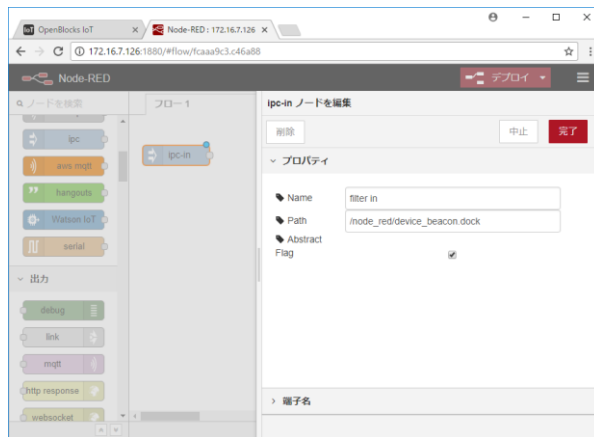 IoT OpenBlocks IoT
Node-RED : 172.16.7.126
172.16.7.126:1880/#flow/fcaaa9c3.c46a88
Node-RED
デプロイ
ノードを検索
フロー 1
ipc-in ノードを編集
ipc
aws mqtt
hangouts
Watson IoT
serial
出力
debug
link
mqtt
http response
websocket
ipc-in
削除
中止
完了
プロパティ
Name
filter in
Path
/node_red/device_beacon.dock
Abstract
Flag
端子名